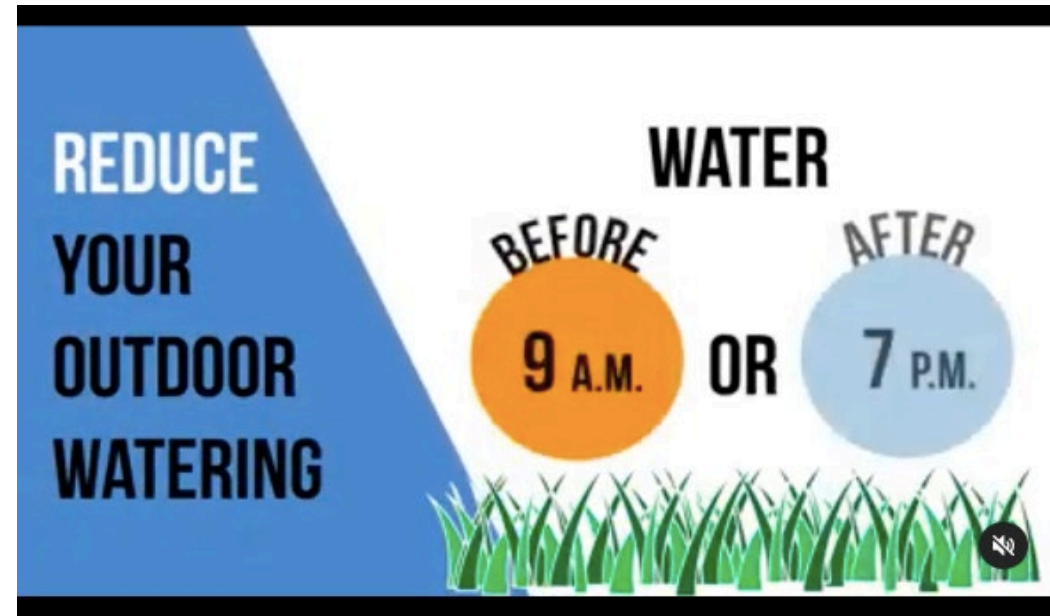 REDUCE
YOUR
OUTDOOR
WATERING
WATER
BEFORE
9 A.M.
OR
AFTER
7 P.M.